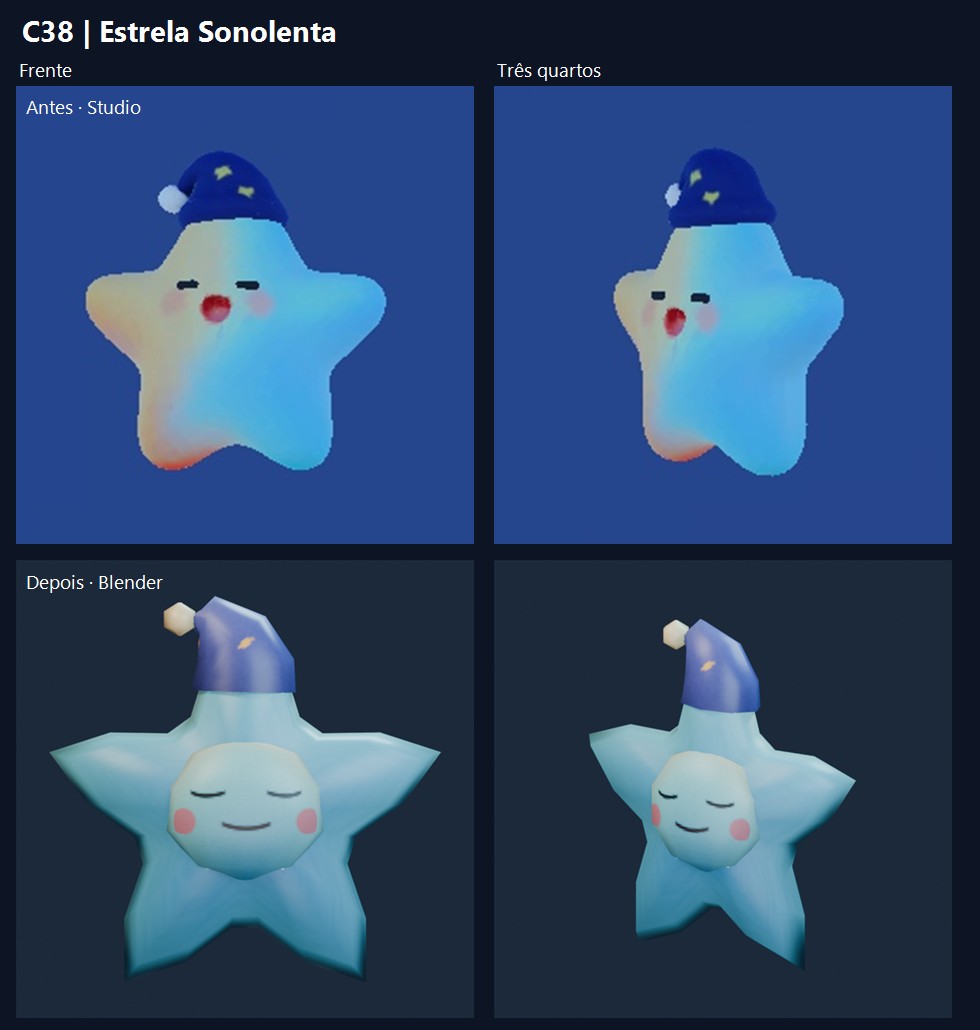 C38 | Estrela Sonolenta
Frente
Três quartos
Antes · Studio
Depois · Blender